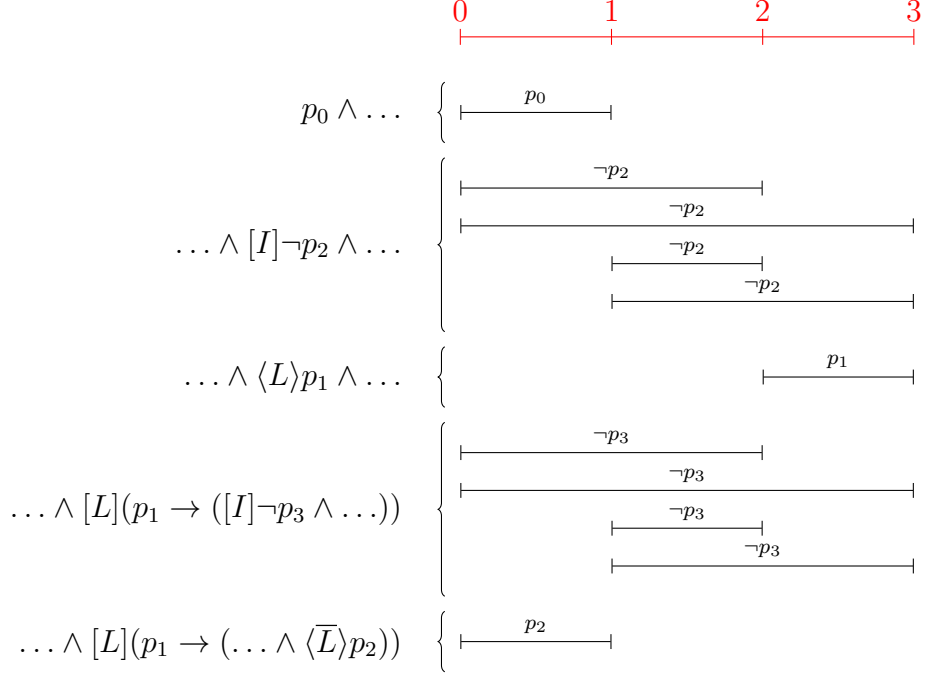 0 1 2 3
p₀ ∧ … p₀
¬p₂
¬p₂
… ∧ [I]¬p₂ ∧ … ¬p₂
¬p₂
… ∧ ⟨L⟩p₁ ∧ … p₁
¬p₃
¬p₃
… ∧ [L](p₁ → ([I]¬p₃ ∧ …)) ¬p₃
¬p₃
… ∧ [L](p₁ → (… ∧ ⟨L̅⟩p₂)) p₂